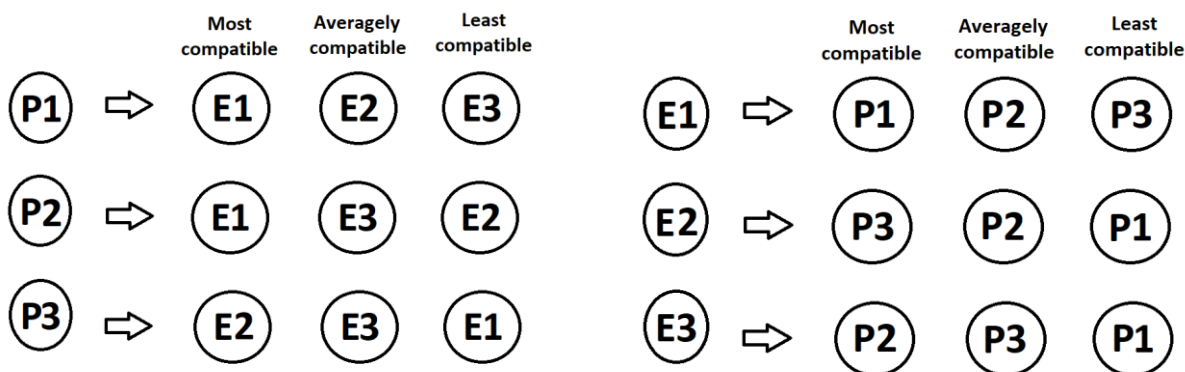 Most compatible Averagely compatible Least compatible
P1 E1 E2 E3
P2 E1 E3 E2
P3 E2 E3 E1
Most compatible Averagely compatible Least compatible
E1 P1 P2 P3
E2 P3 P2 P1
E3 P2 P3 P1